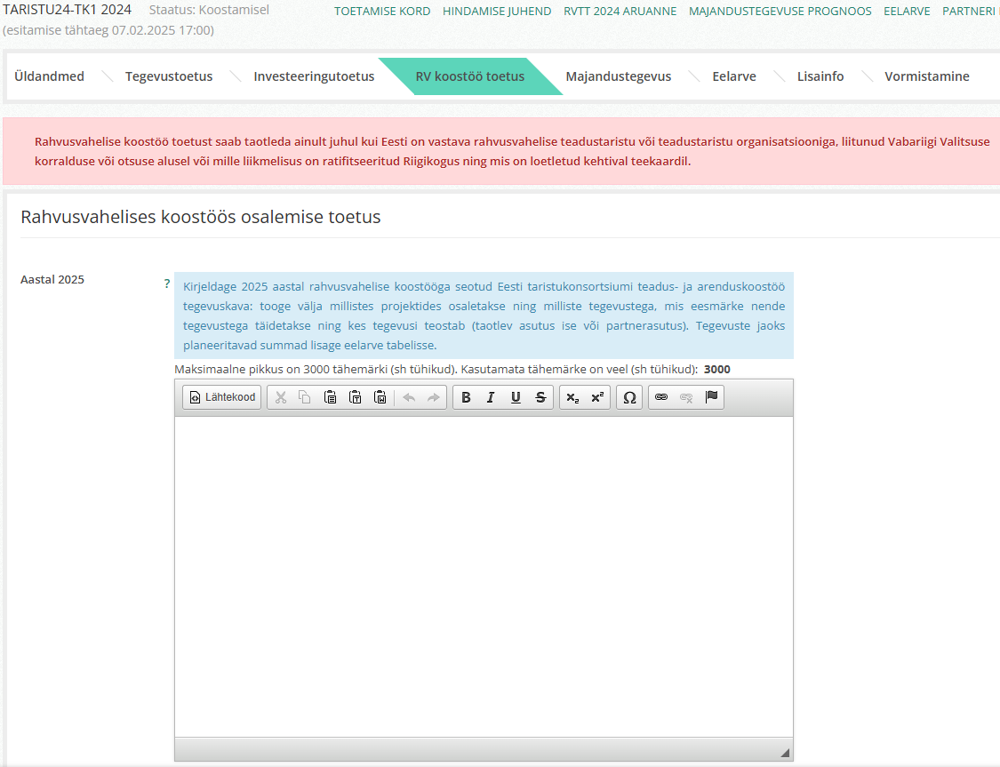 TARISTU24-TK1 2024 Staatus: Koostamisel TOETAMISE KORD HINDAMISE JUHEND RVTT 2024 ARUANNE MAJANDUSTEGEVUSE PROGNOOS EELARVE PARTNERI
(esitamise tähtaeg 07.02.2025 17:00)
Üldandmed Tegevustoetus Investeeringutoetus RV koostöö toetus Majandustegevus Eelarve Lisainfo Vormistamine
Rahvusvahelise koostöö toetust saab taotleda ainult juhul kui Eesti on vastava rahvusvahelise teadustaristu või teadustaristu organisatsiooniga, liitunud Vabariigi Valitsuse
korralduse või otsuse alusel või mille liikmelisus on ratifitseeritud Riigikogus ning mis on loetletud kehtival teekaardil.
Rahvusvahelises koostöös osalemise toetus
Aastal 2025 ? Kirjeldage 2025 aastal rahvusvahelise koostööga seotud Eesti taristukonsortsiumi teadus- ja arenduskoostöö
tegevuskava: tooge välja millistes projektides osaletakse ning milliste tegevustega, mis eesmärke nende
tegevustega täidetakse ning kes tegevusi teostab (taotlev asutus ise või partnerasutus). Tegevuste jaoks
planeeritavad summad lisage eelarve tabelisse.
Maksimaalne pikkus on 3000 tähemärki (sh tühikud). Kasutamata tähemärke on veel (sh tühikud): 3000
Lähtekood B I U S x₂ x² Ω